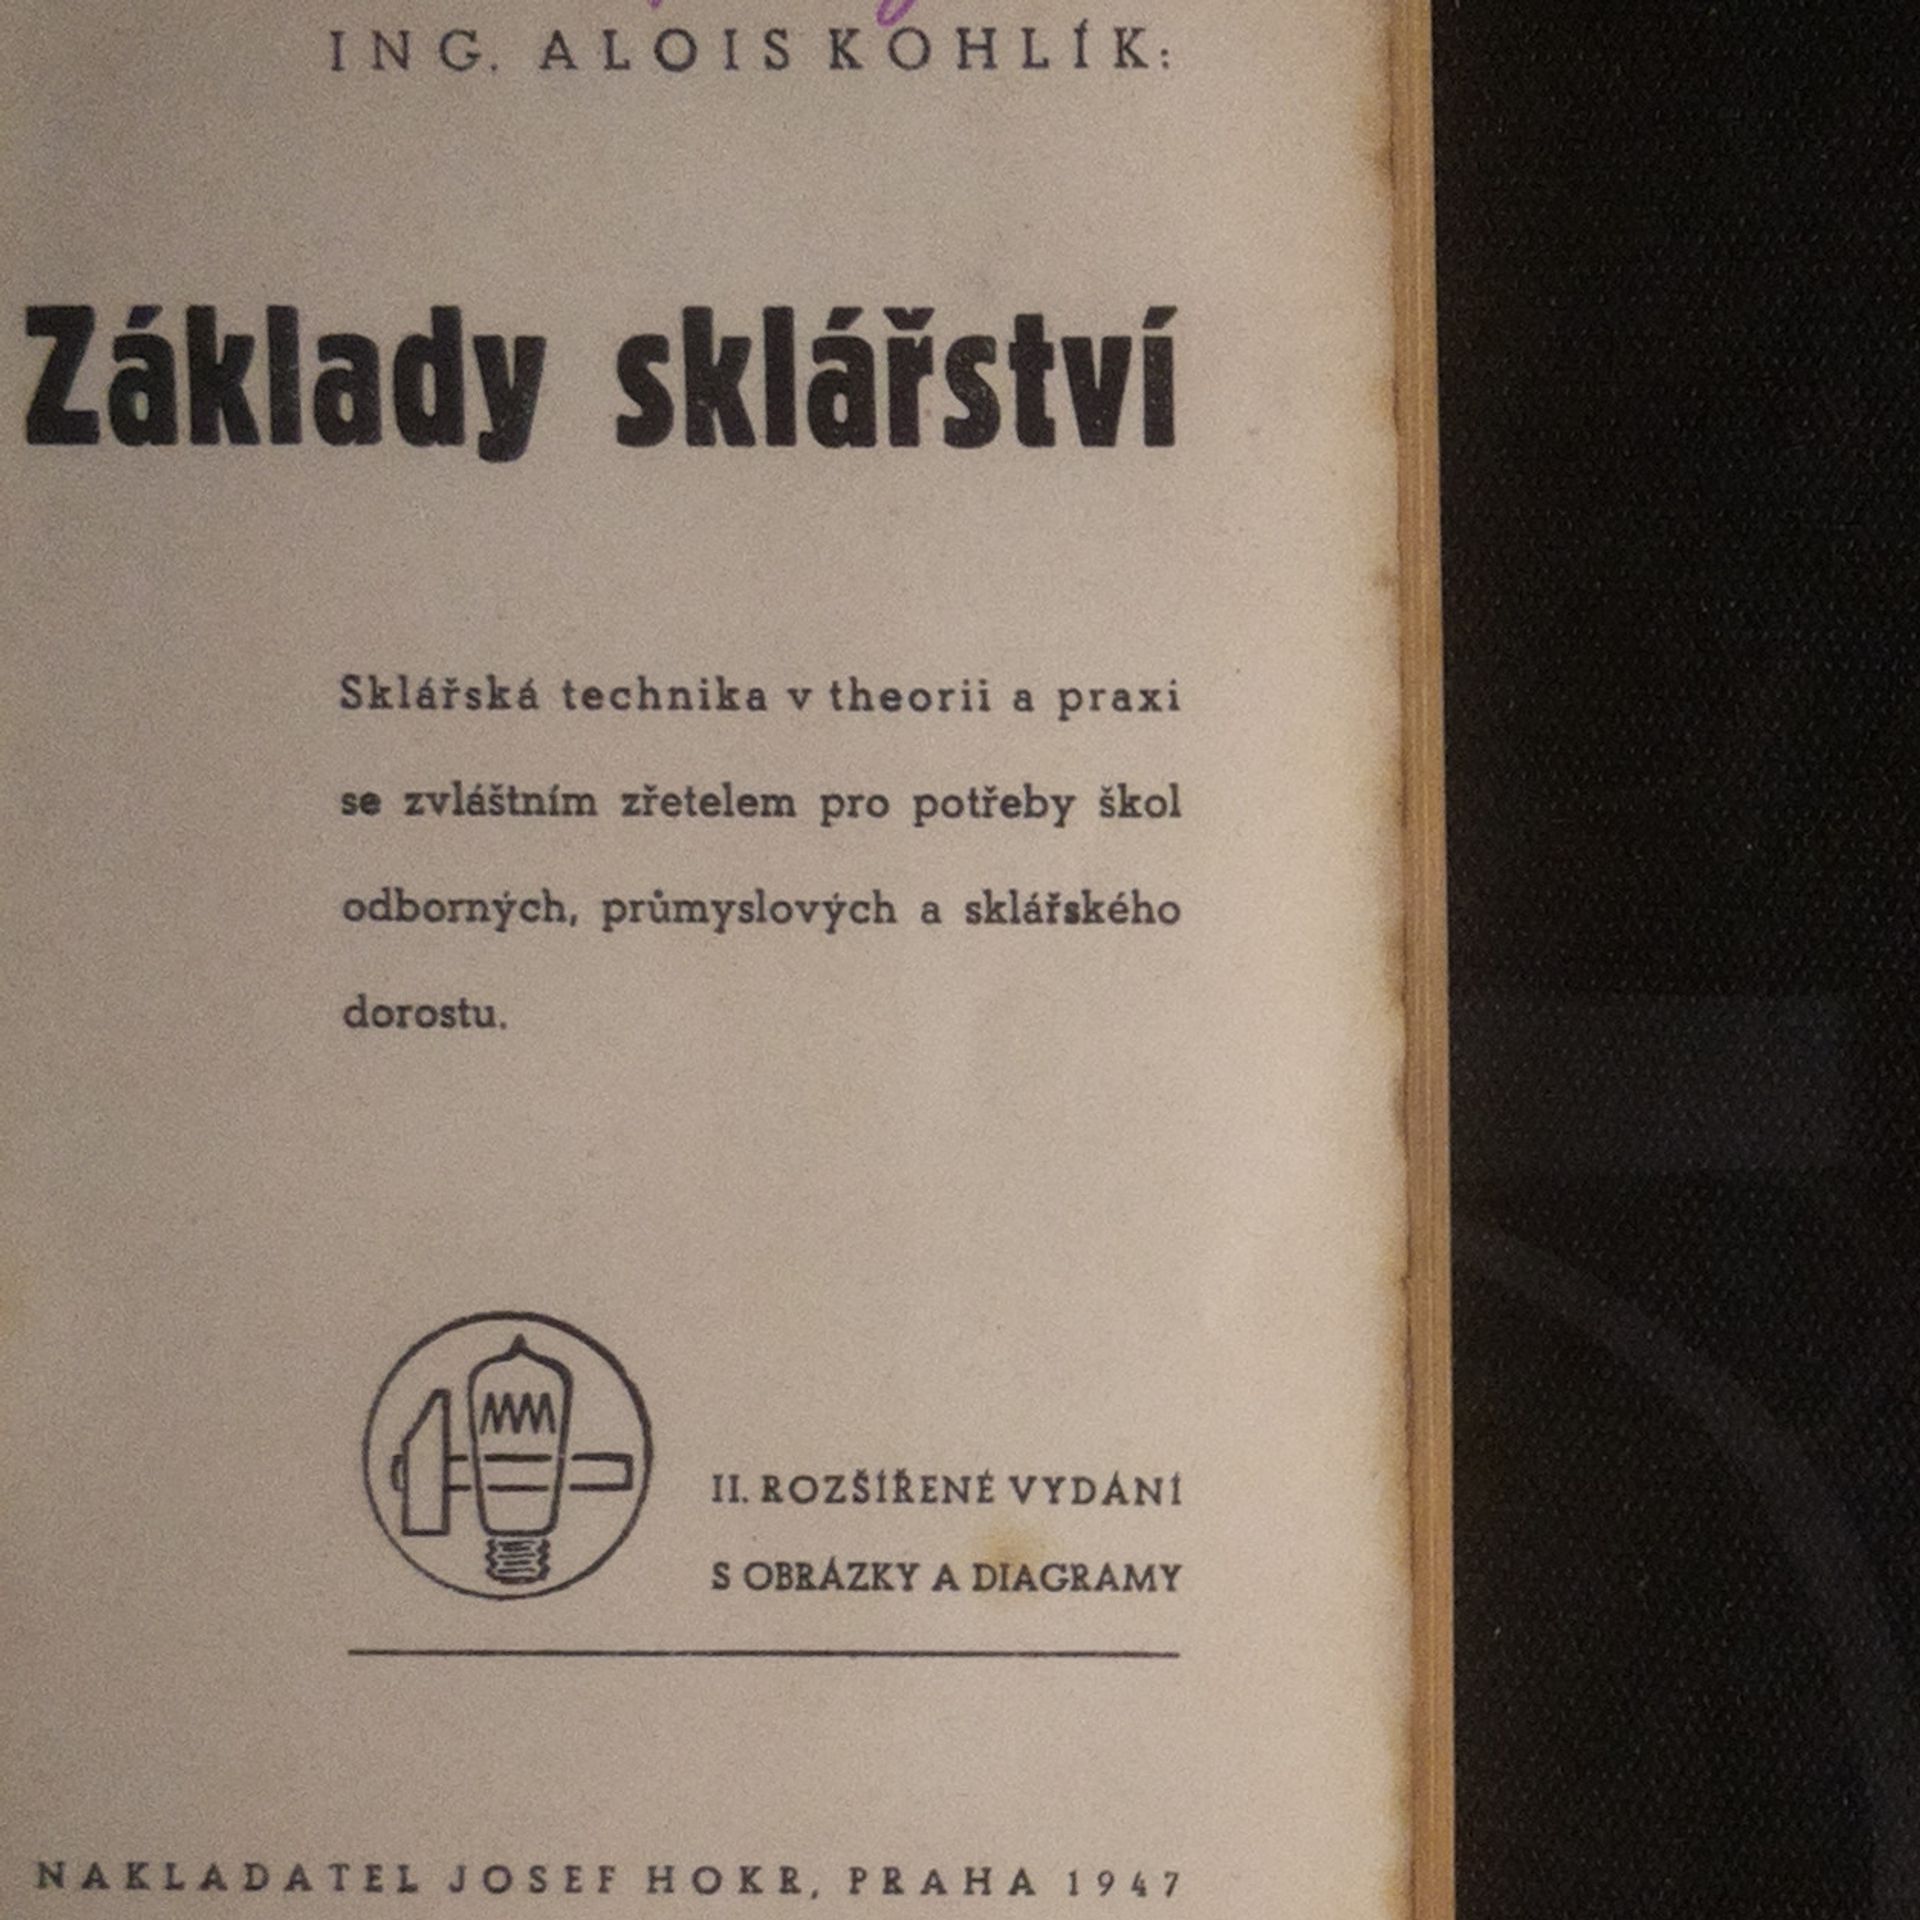 ING. ALOIS KOHLÍK:
Základy sklářství
Sklářská technika v theorii a praxi
se zvláštním zřetelem pro potřeby škol
odborných, průmyslových a sklářského
dorostu.
II. ROZŠÍŘENÉ VYDÁNÍ
S OBRÁZKY A DIAGRAMY
NAKLADATEL JOSEF HOKR, PRAHA 1947